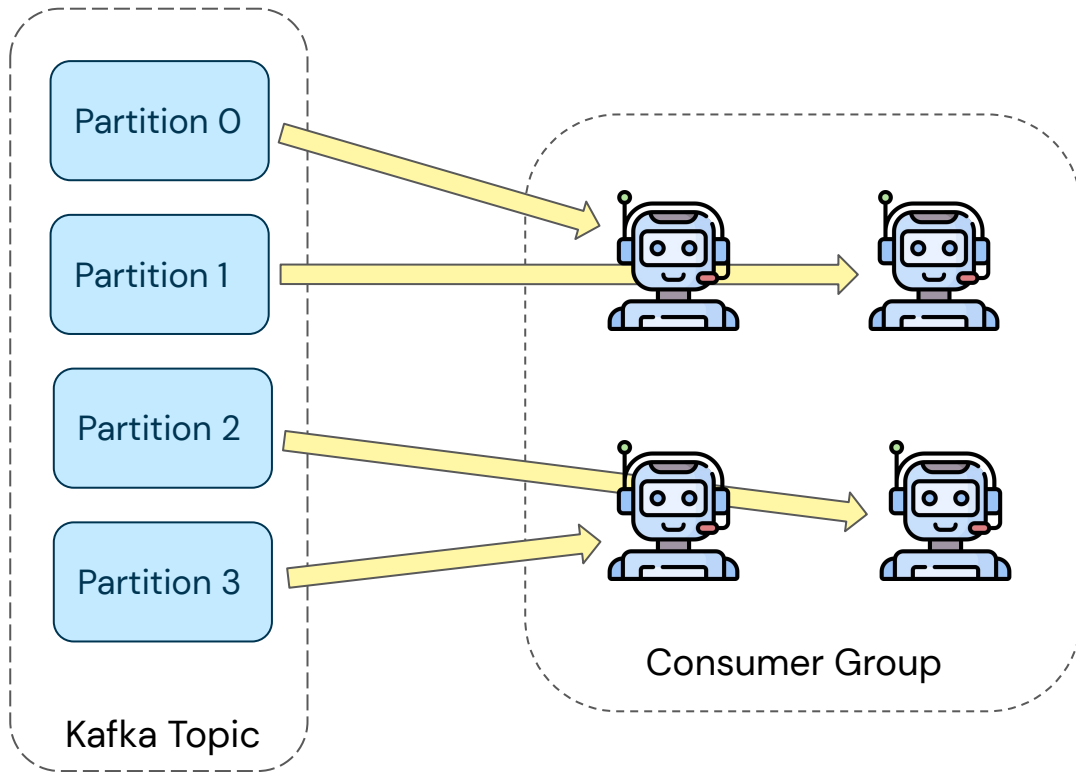 Partition 0
Partition 1
Partition 2
Partition 3
Kafka Topic
Consumer Group